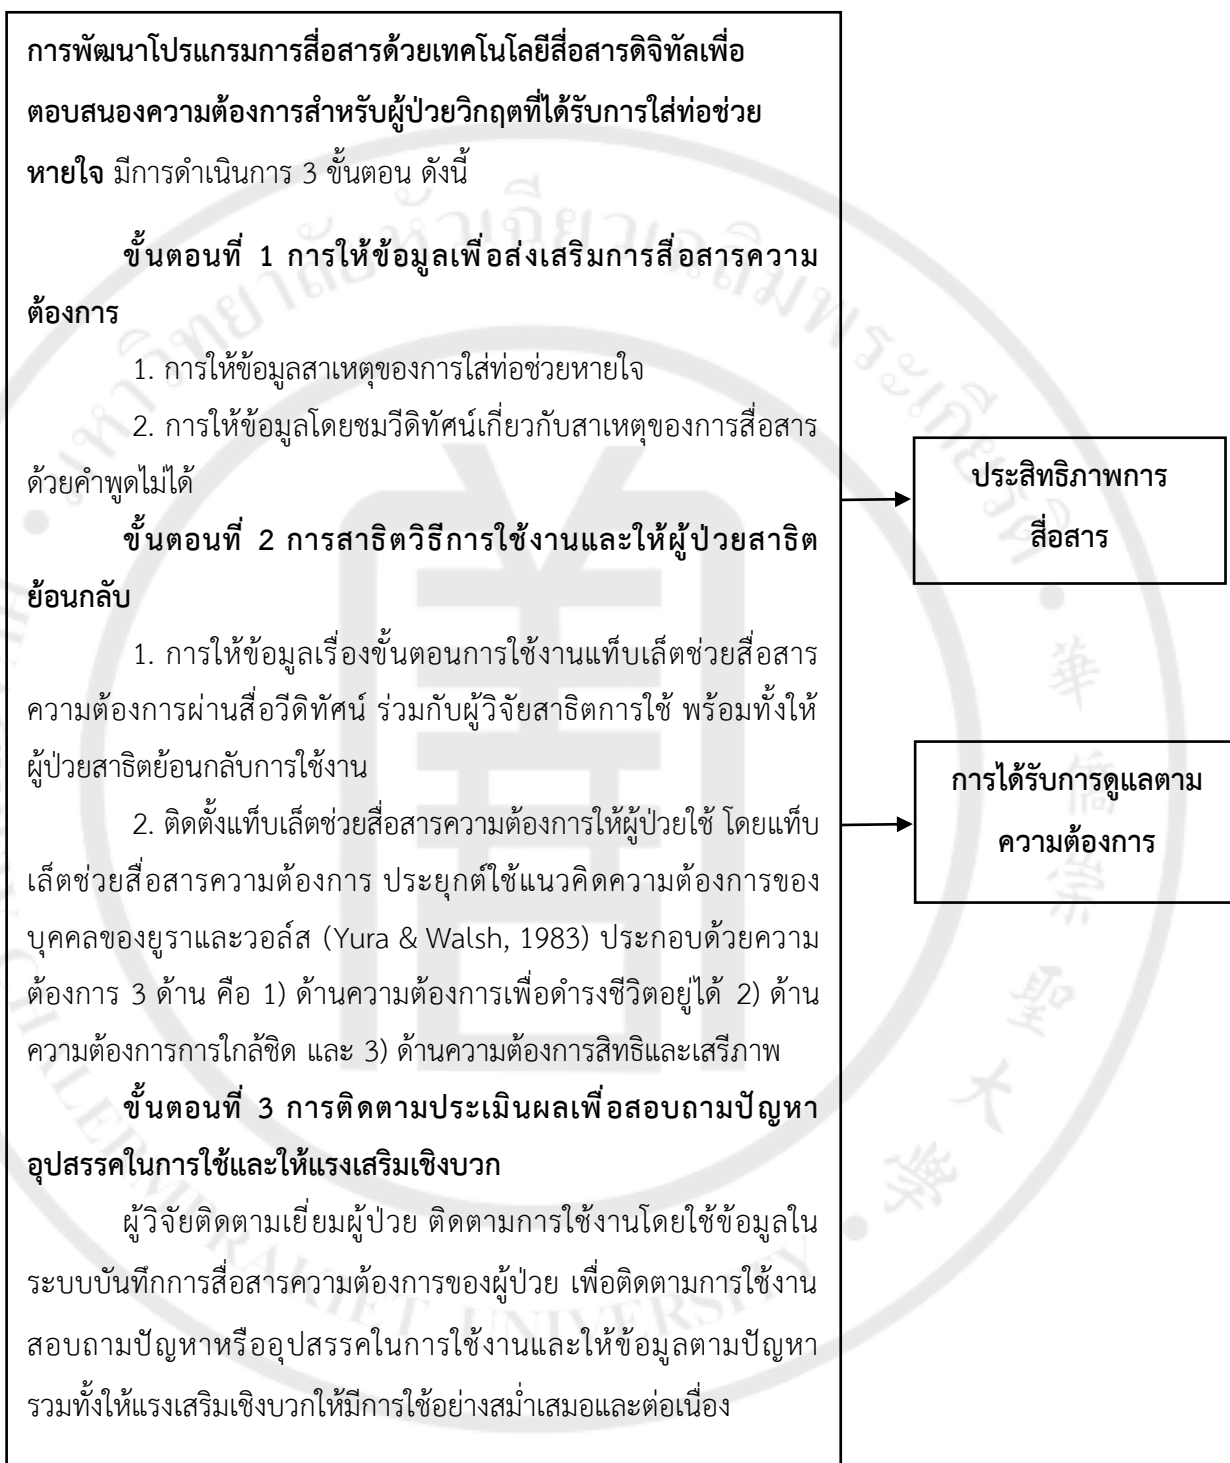 การพัฒนาโปรแกรมการสื่อสารด้วยเทคโนโลยีสื่อสารดิจิทัลเพื่อ
ตอบสนองความต้องการสำหรับผู้ป่วยวิกฤตที่ได้รับการใส่ท่อช่วย
หายใจ มีการดำเนินการ 3 ขั้นตอน ดังนี้
ขั้นตอนที่ 1 การให้ข้อมูลเพื่อส่งเสริมการสื่อสารความ
ต้องการ
1. การให้ข้อมูลสาเหตุของการใส่ท่อช่วยหายใจ
2. การให้ข้อมูลโดยชมวีดิทัศน์เกี่ยวกับสาเหตุของการสื่อสาร
ด้วยคำพูดไม่ได้
ขั้นตอนที่ 2 การสาธิตวิธีการใช้งานและให้ผู้ป่วยสาธิต
ย้อนกลับ
1. การให้ข้อมูลเรื่องขั้นตอนการใช้งานแท็บเล็ตช่วยสื่อสาร
ความต้องการผ่านสื่อวีดิทัศน์ ร่วมกับผู้วิจัยสาธิตการใช้ พร้อมทั้งให้
ผู้ป่วยสาธิตย้อนกลับการใช้งาน
2. ติดตั้งแท็บเล็ตช่วยสื่อสารความต้องการให้ผู้ป่วยใช้ โดยแท็บ
เล็ตช่วยสื่อสารความต้องการ ประยุกต์ใช้แนวคิดความต้องการของ
บุคคลของยูราและวอล์ส (Yura & Walsh, 1983) ประกอบด้วยความ
ต้องการ 3 ด้าน คือ 1) ด้านความต้องการเพื่อดำรงชีวิตอยู่ได้ 2) ด้าน
ความต้องการการใกล้ชิด และ 3) ด้านความต้องการสิทธิและเสรีภาพ
ขั้นตอนที่ 3 การติดตามประเมินผลเพื่อสอบถามปัญหา
อุปสรรคในการใช้และให้แรงเสริมเชิงบวก
ผู้วิจัยติดตามเยี่ยมผู้ป่วย ติดตามการใช้งานโดยใช้ข้อมูลใน
ระบบบันทึกการสื่อสารความต้องการของผู้ป่วย เพื่อติดตามการใช้งาน
สอบถามปัญหาหรืออุปสรรคในการใช้งานและให้ข้อมูลตามปัญหา
รวมทั้งให้แรงเสริมเชิงบวกให้มีการใช้อย่างสม่ำเสมอและต่อเนื่อง
ประสิทธิภาพการ
สื่อสาร
การได้รับการดูแลตาม
ความต้องการ
มหาวิทยาลัยหัวเฉียวเฉลิมพระเกียรติ
華僑崇聖大學
CHALERMPRAKIET UNIVERSITY